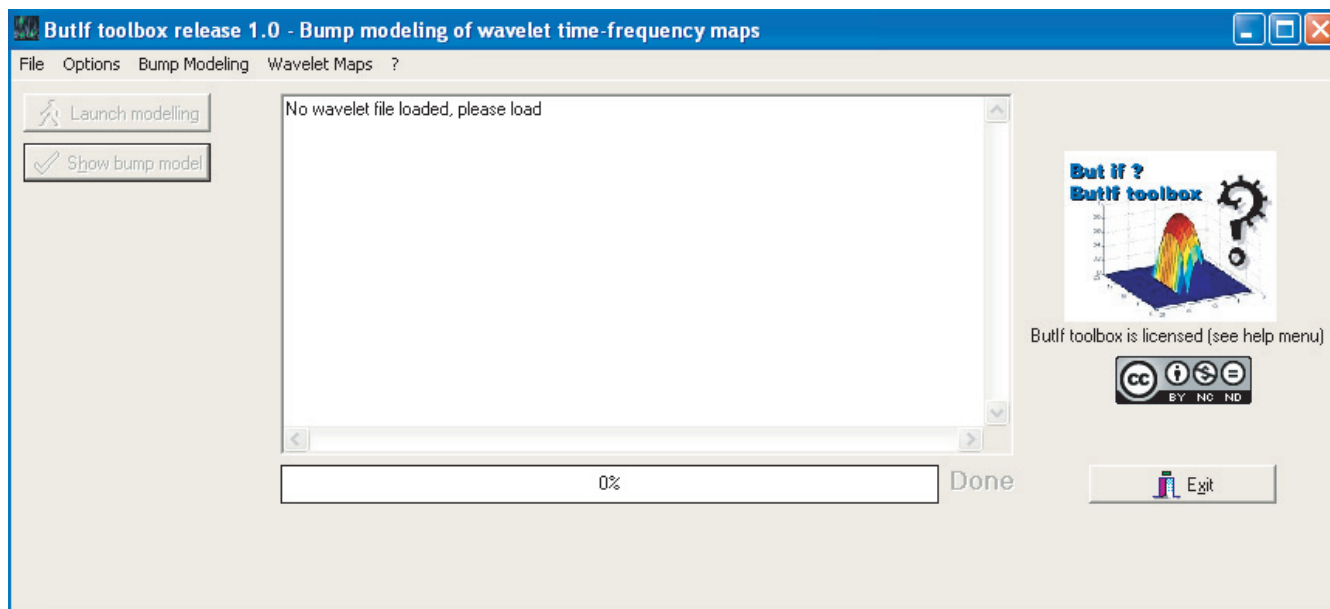 ButIf toolbox release 1.0 - Bump modeling of wavelet time-frequency maps
File Options Bump Modeling Wavelet Maps ?
Launch modelling
Show bump model
No wavelet file loaded, please load
But if ?
ButIf toolbox
ButIf toolbox is licensed (see help menu)
cc
BY NC ND
0%
Done
Exit